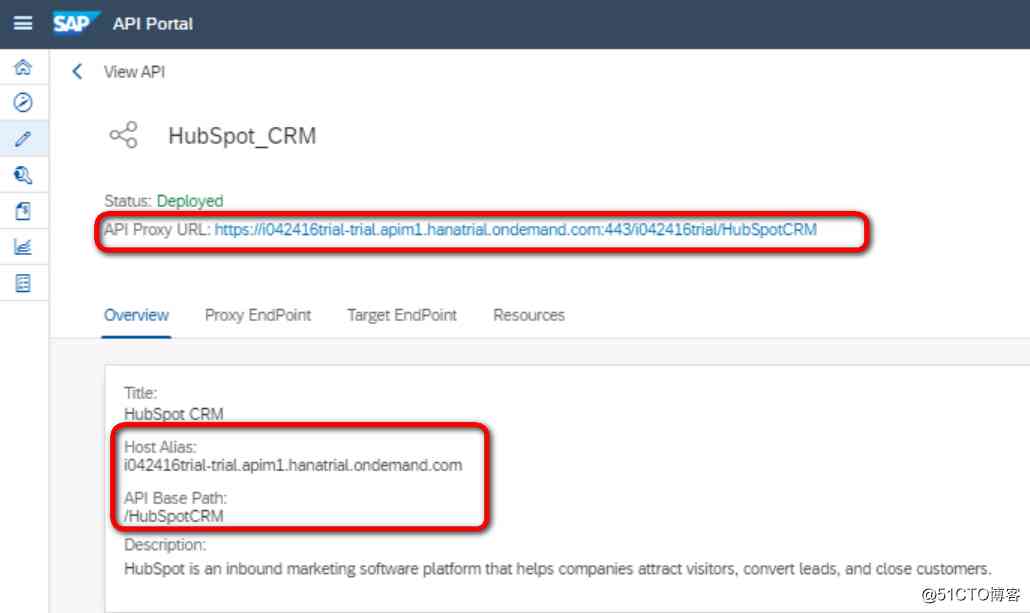 SAP API Portal
View API
HubSpot_CRM
Status: Deployed
API Proxy URL: https://i042416trial-trial.apim1.hanatrial.ondemand.com:443/i042416trial/HubSpotCRM
Overview Proxy EndPoint Target EndPoint Resources
Title:
HubSpot CRM
Host Alias:
i042416trial-trial.apim1.hanatrial.ondemand.com
API Base Path:
/HubSpotCRM
Description:
HubSpot is an inbound marketing software platform that helps companies attract visitors, convert leads, and close customers.
@51CTO博客